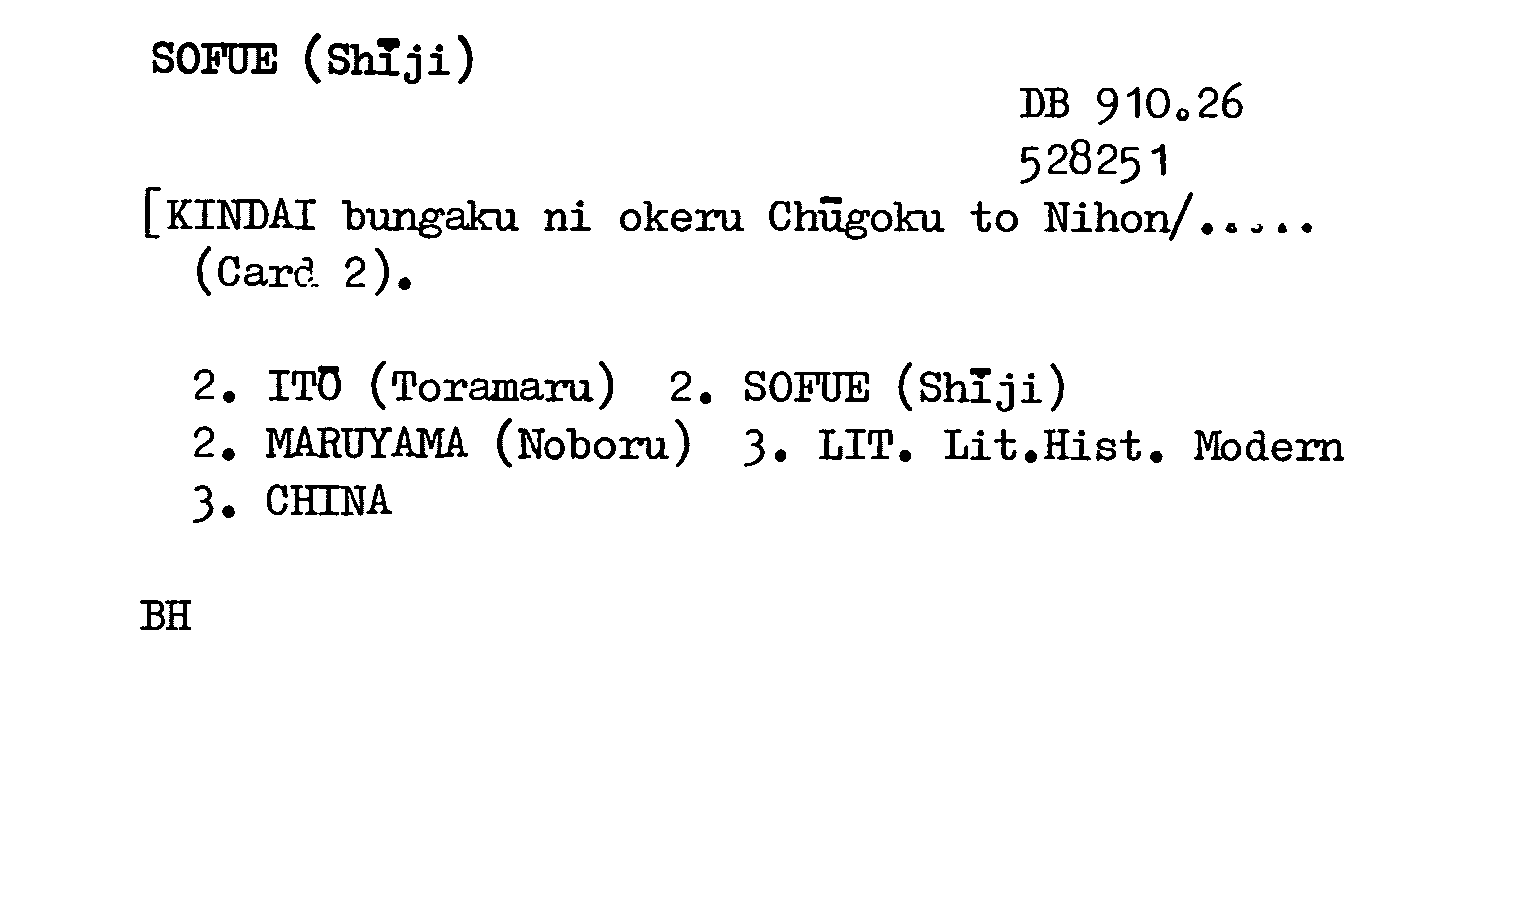 SOFUE (Shīji)
DB 910.26
528251
[KINDAI bungaku ni okeru Chūgoku to Nihon/.....
(Card 2).
2. ITŌ (Toramaru) 2. SOFUE (Shīji)
2. MARUYAMA (Noboru) 3. LIT. Lit.Hist. Modern
3. CHINA
BH